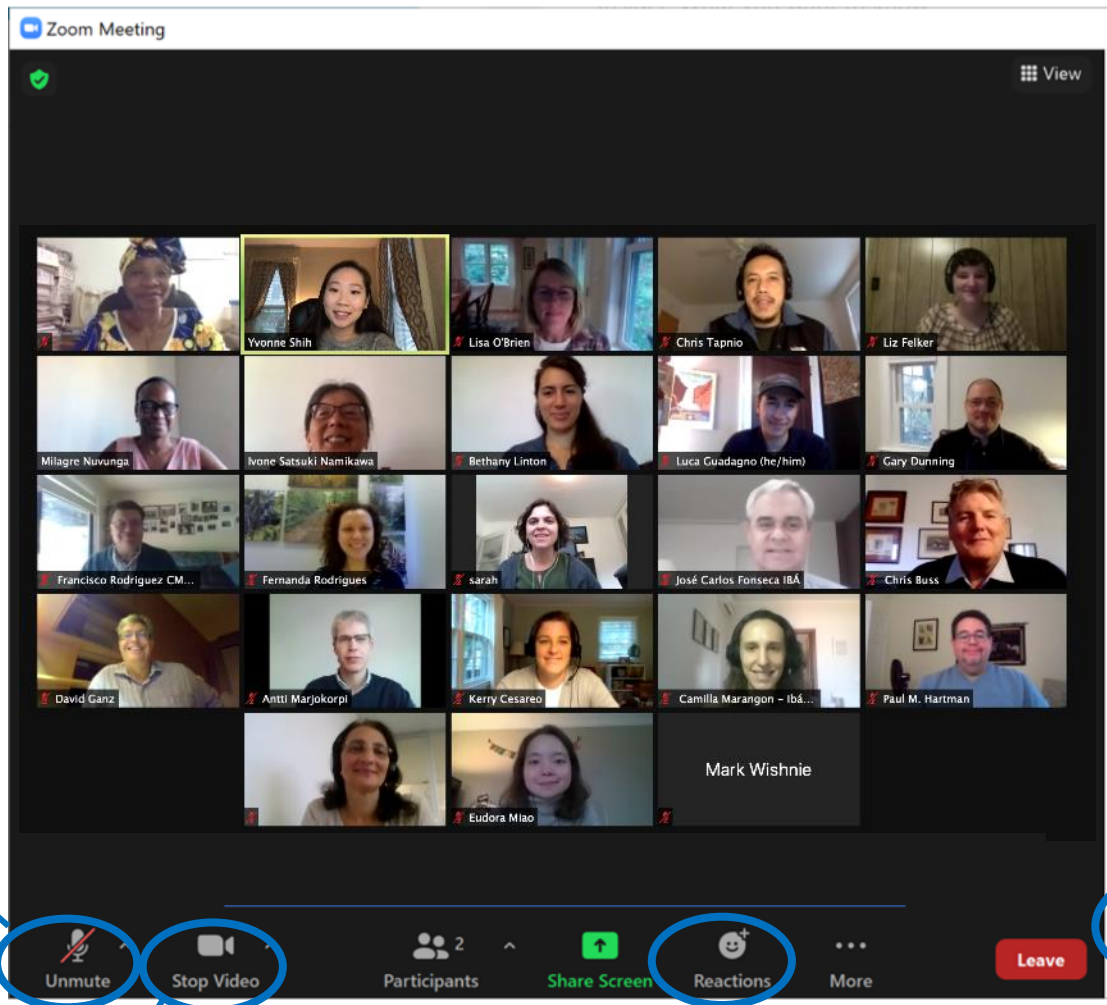 Zoom Meeting
View
Yvonne Shih
Lisa O'Brien
Chris Tapnio
Liz Felker
Milagre Nuvunga
Ivone Satsuki Namikawa
Bethany Linton
Luca Guadagno (he/him)
Gary Dunning
Francisco Rodriguez CM...
Fernanda Rodrigues
sarah
José Carlos Fonseca IBÁ
Chris Buss
David Ganz
Antti Marjokorpi
Kerry Cesareo
Camilla Marangon - Ibá...
Paul M. Hartman
Eudora Miao
Mark Wishnie
Unmute
Stop Video
2
Participants
Share Screen
Reactions
More
Leave